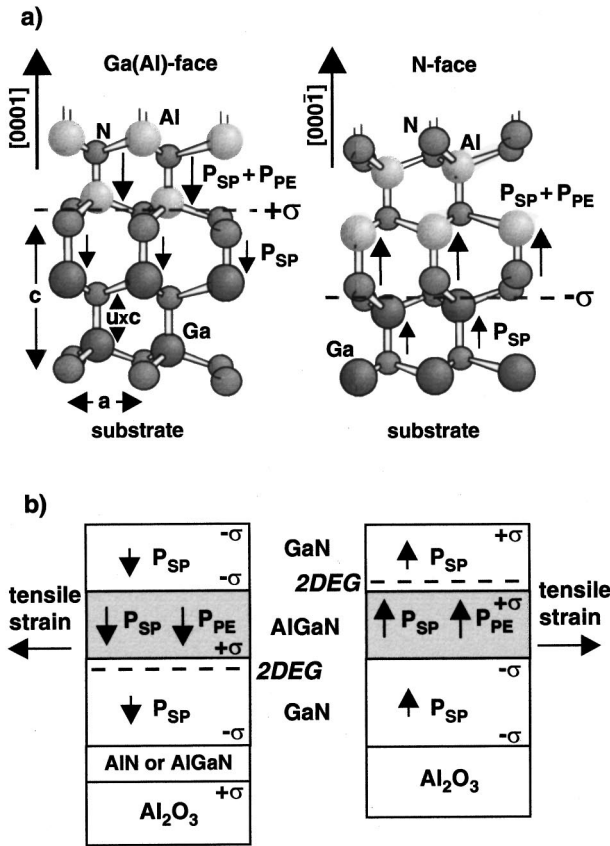 a)
Ga(Al)-face
[0001]
N
Al
P_SP + P_PE
+σ
P_SP
c
uxc
Ga
a
substrate
N-face
[0001̄]
N
Al
P_SP + P_PE
-σ
P_SP
Ga
substrate
b)
-σ
P_SP
-σ
tensile
strain
P_SP P_PE
+σ
P_SP
-σ
AlN or AlGaN
+σ
Al₂O₃
GaN
2DEG
AlGaN
2DEG
GaN
+σ
P_SP
+σ
P_SP P_PE
tensile
strain
-σ
P_SP
-σ
Al₂O₃